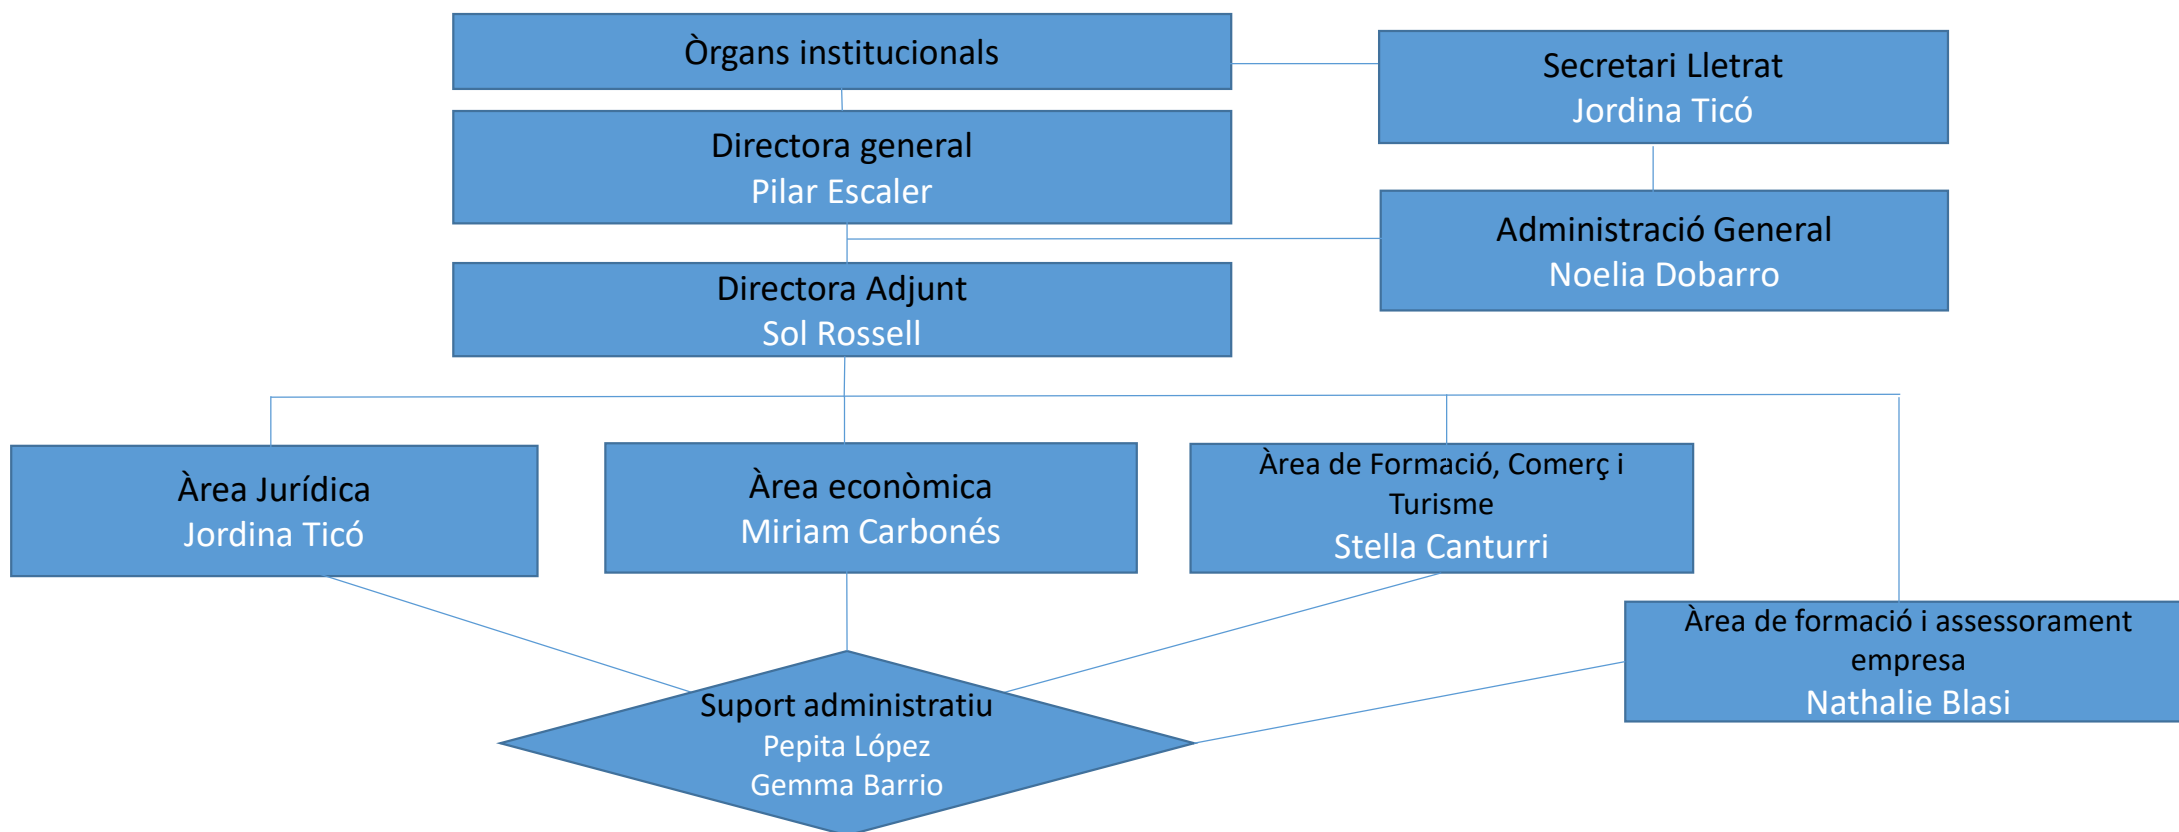 Òrgans institucionals
Secretari Lletrat
Jordina Ticó
Directora general
Pilar Escaler
Administració General
Noelia Dobarro
Directora Adjunt
Sol Rossell
Àrea Jurídica
Jordina Ticó
Àrea econòmica
Miriam Carbonés
Àrea de Formació, Comerç i
Turisme
Stella Canturri
Àrea de formació i assessorament
empresa
Nathalie Blasi
Suport administratiu
Pepita López
Gemma Barrio